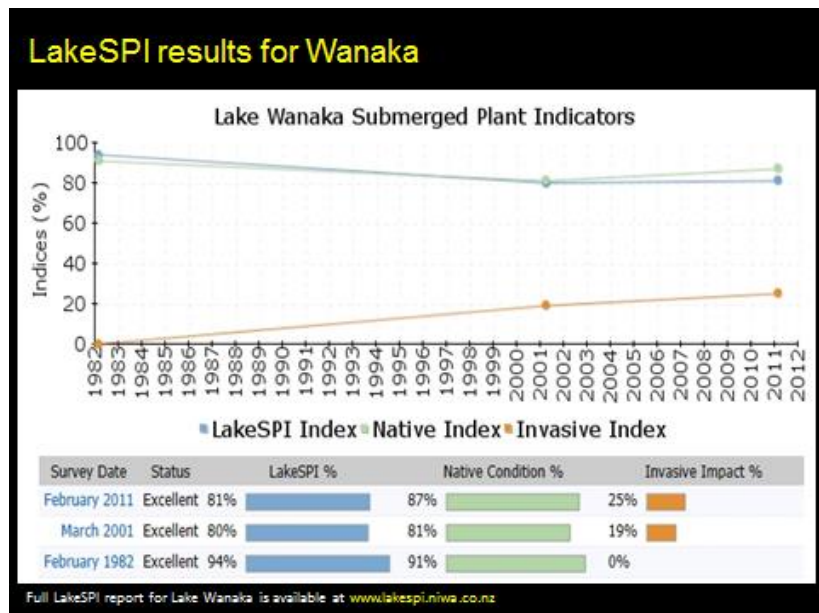 LakeSPI results for Wanaka
Lake Wanaka Submerged Plant Indicators
Indices (%)
100
80
60
40
20
0
1982 1983 1984 1985 1986 1987 1988 1989 1990 1991 1992 1993 1994 1995 1996 1997 1998 1999 2000 2001 2002 2003 2004 2005 2006 2007 2008 2009 2010 2011 2012
LakeSPI Index Native Index Invasive Index
Survey Date Status LakeSPI % Native Condition % Invasive Impact %
February 2011 Excellent 81% 87% 25%
March 2001 Excellent 80% 81% 19%
February 1982 Excellent 94% 91% 0%
Full LakeSPI report for Lake Wanaka is available at www.lakespi.niwa.co.nz